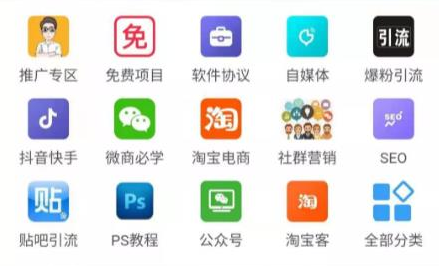 免 引流
推广专区 免费项目 软件协议 自媒体 爆粉引流
淘 SEO
抖音快手 微商必学 淘宝电商 社群营销 SEO
贴 Ps 淘
贴吧引流 PS教程 公众号 淘宝客 全部分类